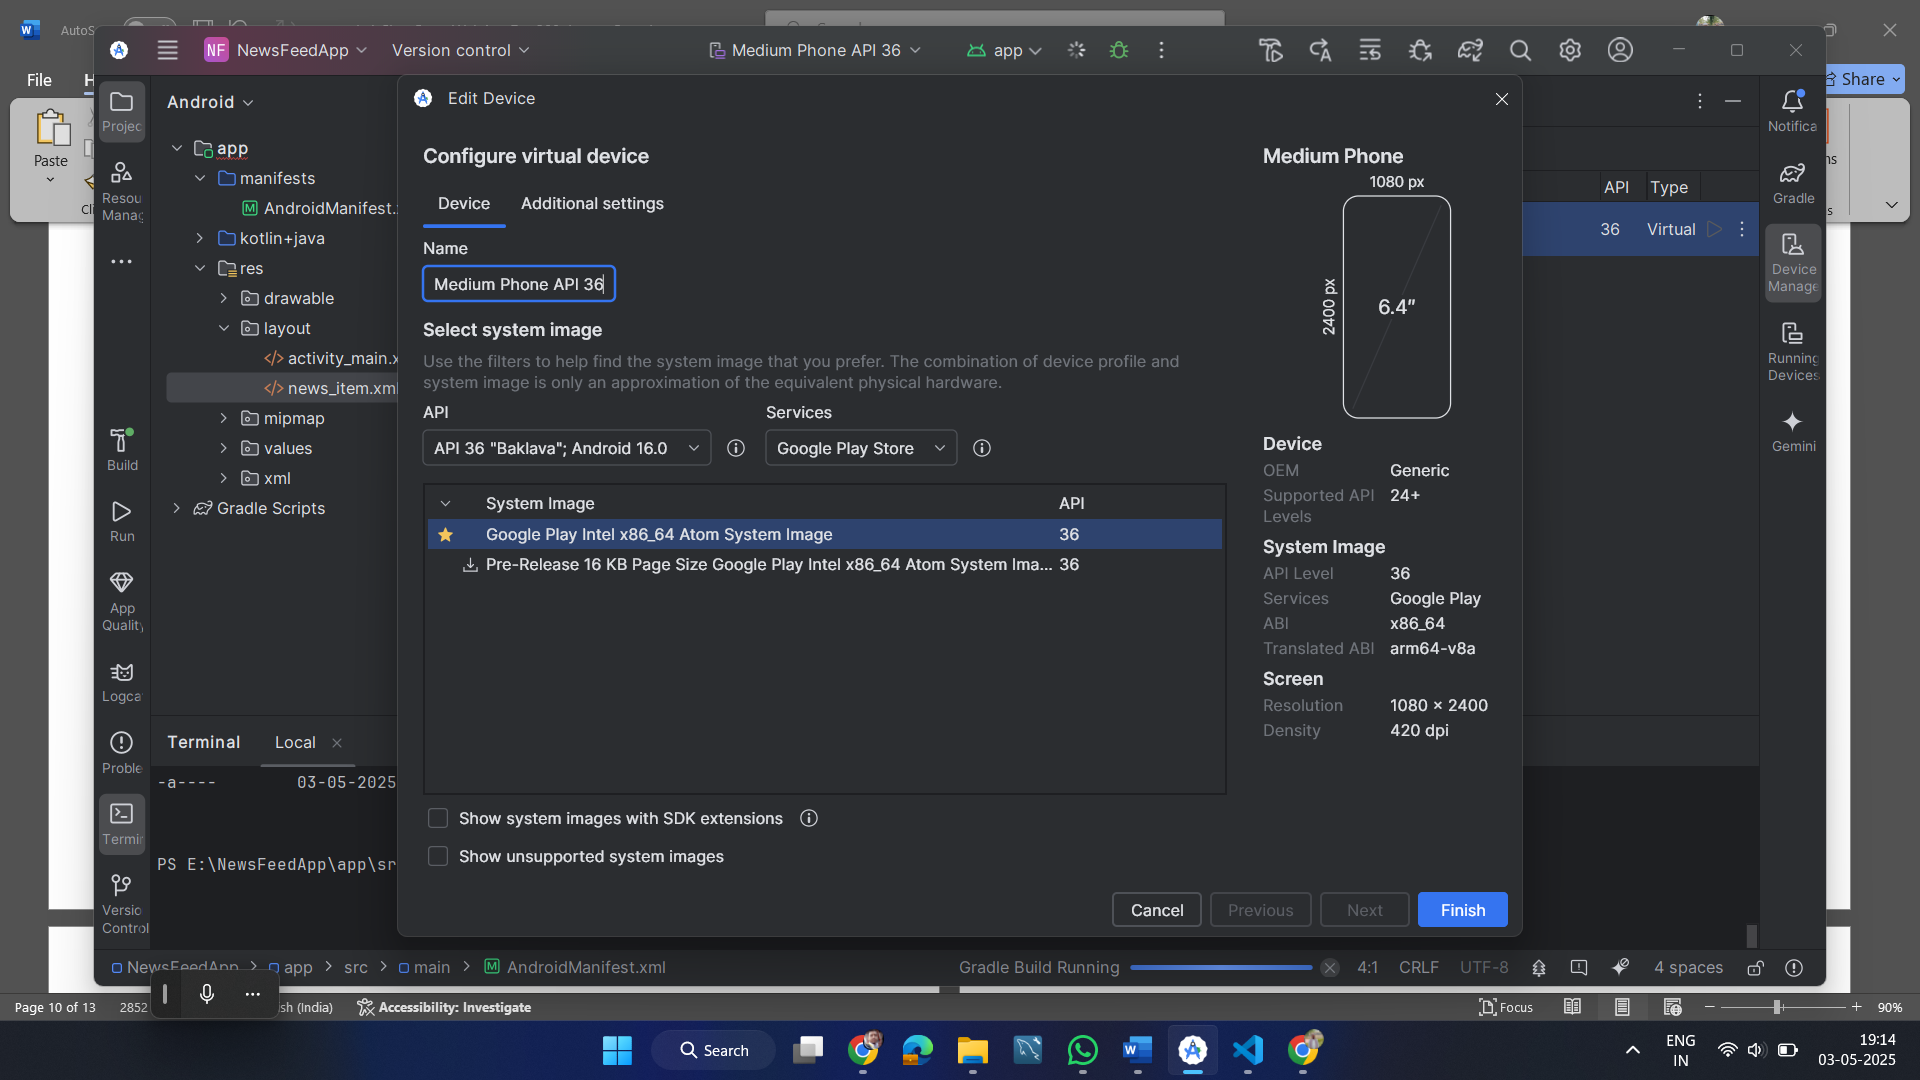 AutoS
File
H
Paste
Cli
Share
NF NewsFeedApp
Version control
Medium Phone API 36
app
Projec
Resou
Manag
Build
Run
App
Quality
Logca
Proble
Termin
Versio
Control
Android
app
manifests
AndroidManifest.
kotlin+java
res
drawable
layout
activity_main.x
news_item.xml
mipmap
values
xml
Gradle Scripts
Edit Device
Configure virtual device
Device
Additional settings
Name
Medium Phone API 36
Select system image
Use the filters to help find the system image that you prefer. The combination of device profile and
system image is only an approximation of the equivalent physical hardware.
API
Services
API 36 "Baklava"; Android 16.0
Google Play Store
System Image
API
Google Play Intel x86_64 Atom System Image
36
Pre-Release 16 KB Page Size Google Play Intel x86_64 Atom System Ima...
36
Show system images with SDK extensions
Show unsupported system images
Medium Phone
1080 px
2400 px
6.4"
Device
OEM Generic
Supported API 24+
Levels
System Image
API Level 36
Services Google Play
ABI x86_64
Translated ABI arm64-v8a
Screen
Resolution 1080 × 2400
Density 420 dpi
Cancel
Previous
Next
Finish
API
Type
36
Virtual
Notifica
Gradle
Device
Manage
Running
Devices
Gemini
Terminal
Local
-a---- 03-05-2025
PS E:\NewsFeedApp\app\sr
NewsFeedApp
app
src
main
AndroidManifest.xml
Gradle Build Running
4:1
CRLF
UTF-8
4 spaces
Page 10 of 13
2852
sh (India)
Accessibility: Investigate
Focus
90%
Search
ENG
IN
19:14
03-05-2025